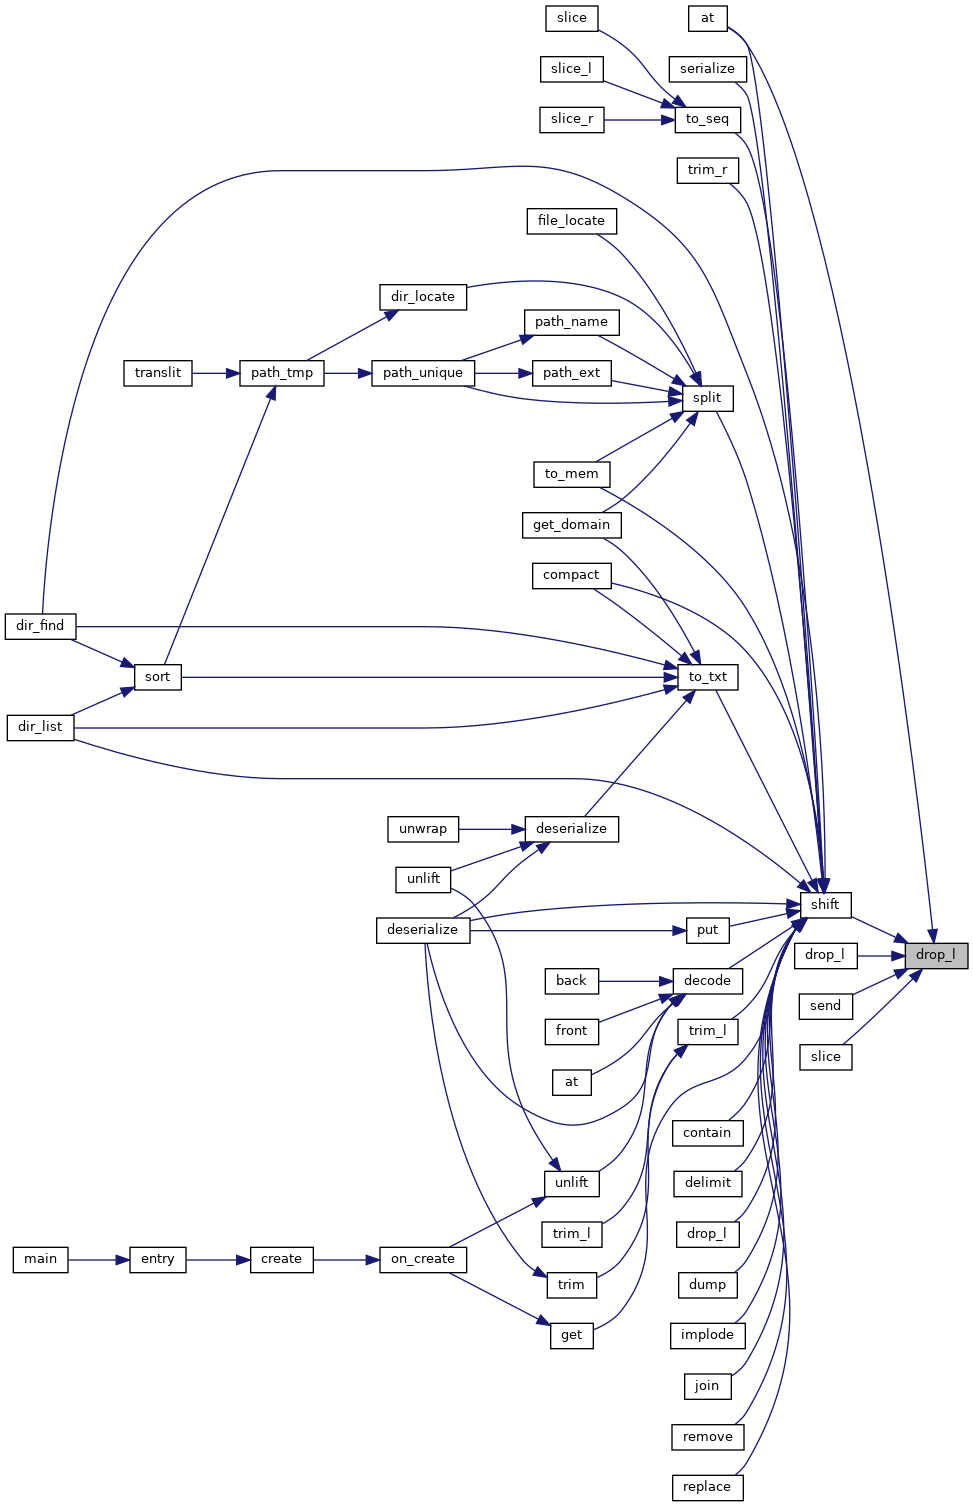 slice
at
slice_l
serialize
slice_r
to_seq
trim_r
file_locate
dir_locate
path_name
translit
path_tmp
path_unique
path_ext
split
to_mem
get_domain
compact
dir_find
sort
to_txt
dir_list
unwrap
deserialize
unlift
shift
deserialize
put
drop_l
drop_l
back
decode
send
front
trim_l
slice
at
contain
unlift
delimit
trim_l
drop_l
main
entry
create
on_create
trim
dump
get
implode
join
remove
replace